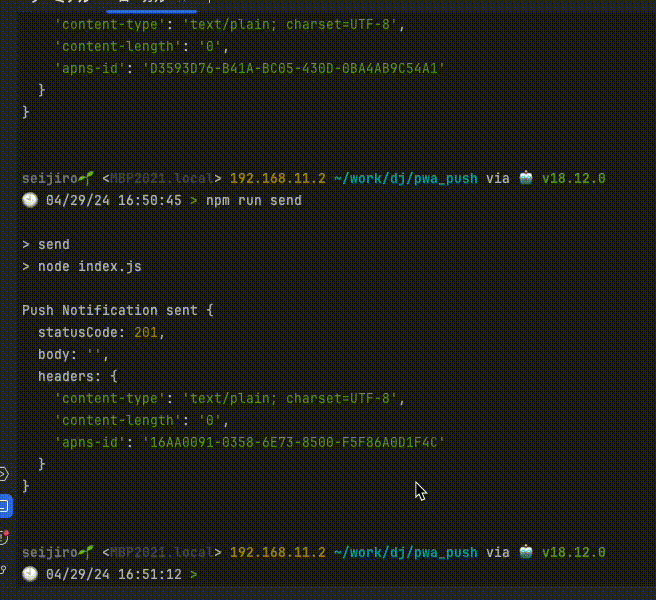 'content-type': 'text/plain; charset=UTF-8',
'content-length': '0',
'apns-id': 'D3593D76-B41A-BC05-430D-0BA4AB9C54A1'
}
}
seijiro🌱 <MBP2021.local> 192.168.11.2 ~/work/dj/pwa_push via 🤖 v18.12.0
🕙 04/29/24 16:50:45 > npm run send
> send
> node index.js
Push Notification sent {
statusCode: 201,
body: '',
headers: {
'content-type': 'text/plain; charset=UTF-8',
'content-length': '0',
'apns-id': '16AA0091-0358-6E73-8500-F5F86A0D1F4C'
}
}
seijiro🌱 <MBP2021.local> 192.168.11.2 ~/work/dj/pwa_push via 🤖 v18.12.0
🕙 04/29/24 16:51:12 >